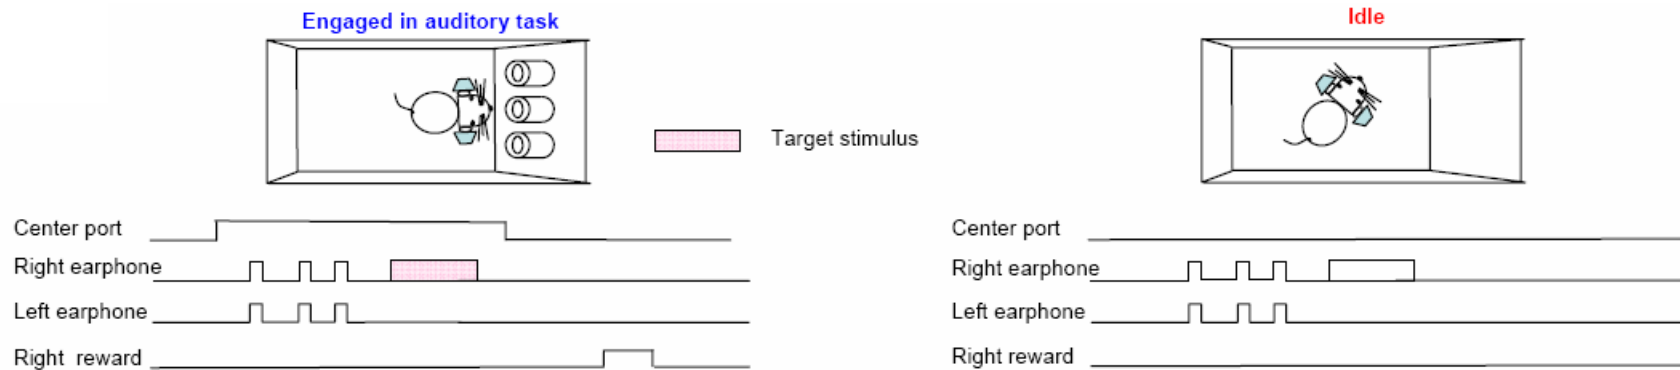 Engaged in auditory task
Idle
Target stimulus
Center port
Right earphone
Left earphone
Right reward
Center port
Right earphone
Left earphone
Right reward